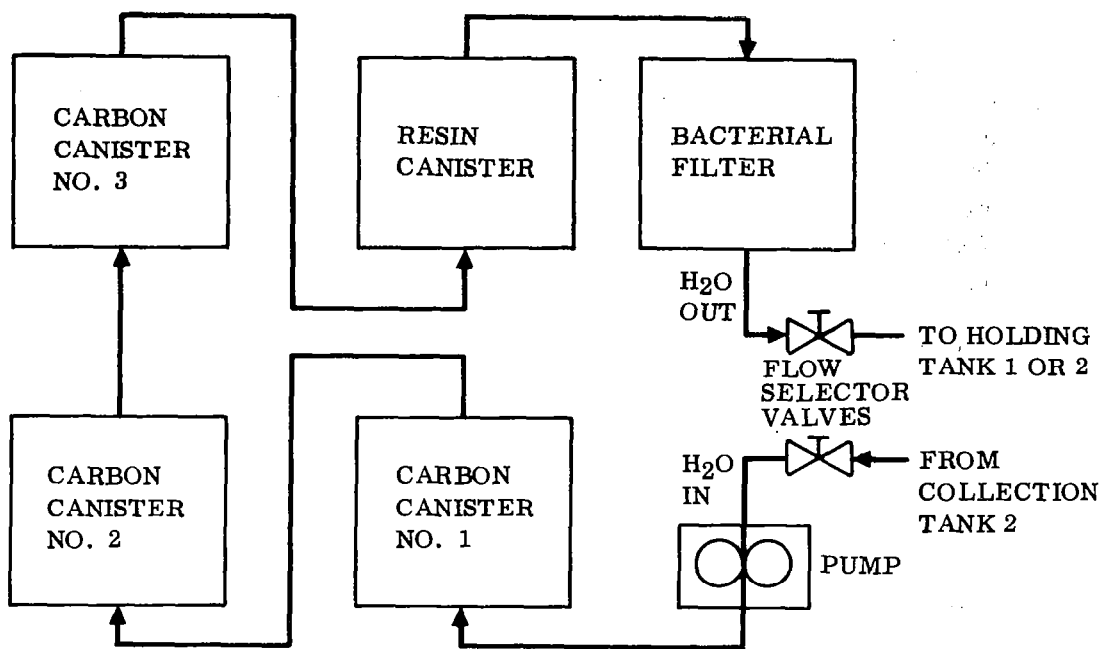 CARBON
CANISTER
NO. 3
RESIN
CANISTER
BACTERIAL
FILTER
H₂O
OUT
TO HOLDING
TANK 1 OR 2
FLOW
SELECTOR
VALVES
CARBON
CANISTER
NO. 2
CARBON
CANISTER
NO. 1
H₂O
IN
FROM
COLLECTION
TANK 2
PUMP